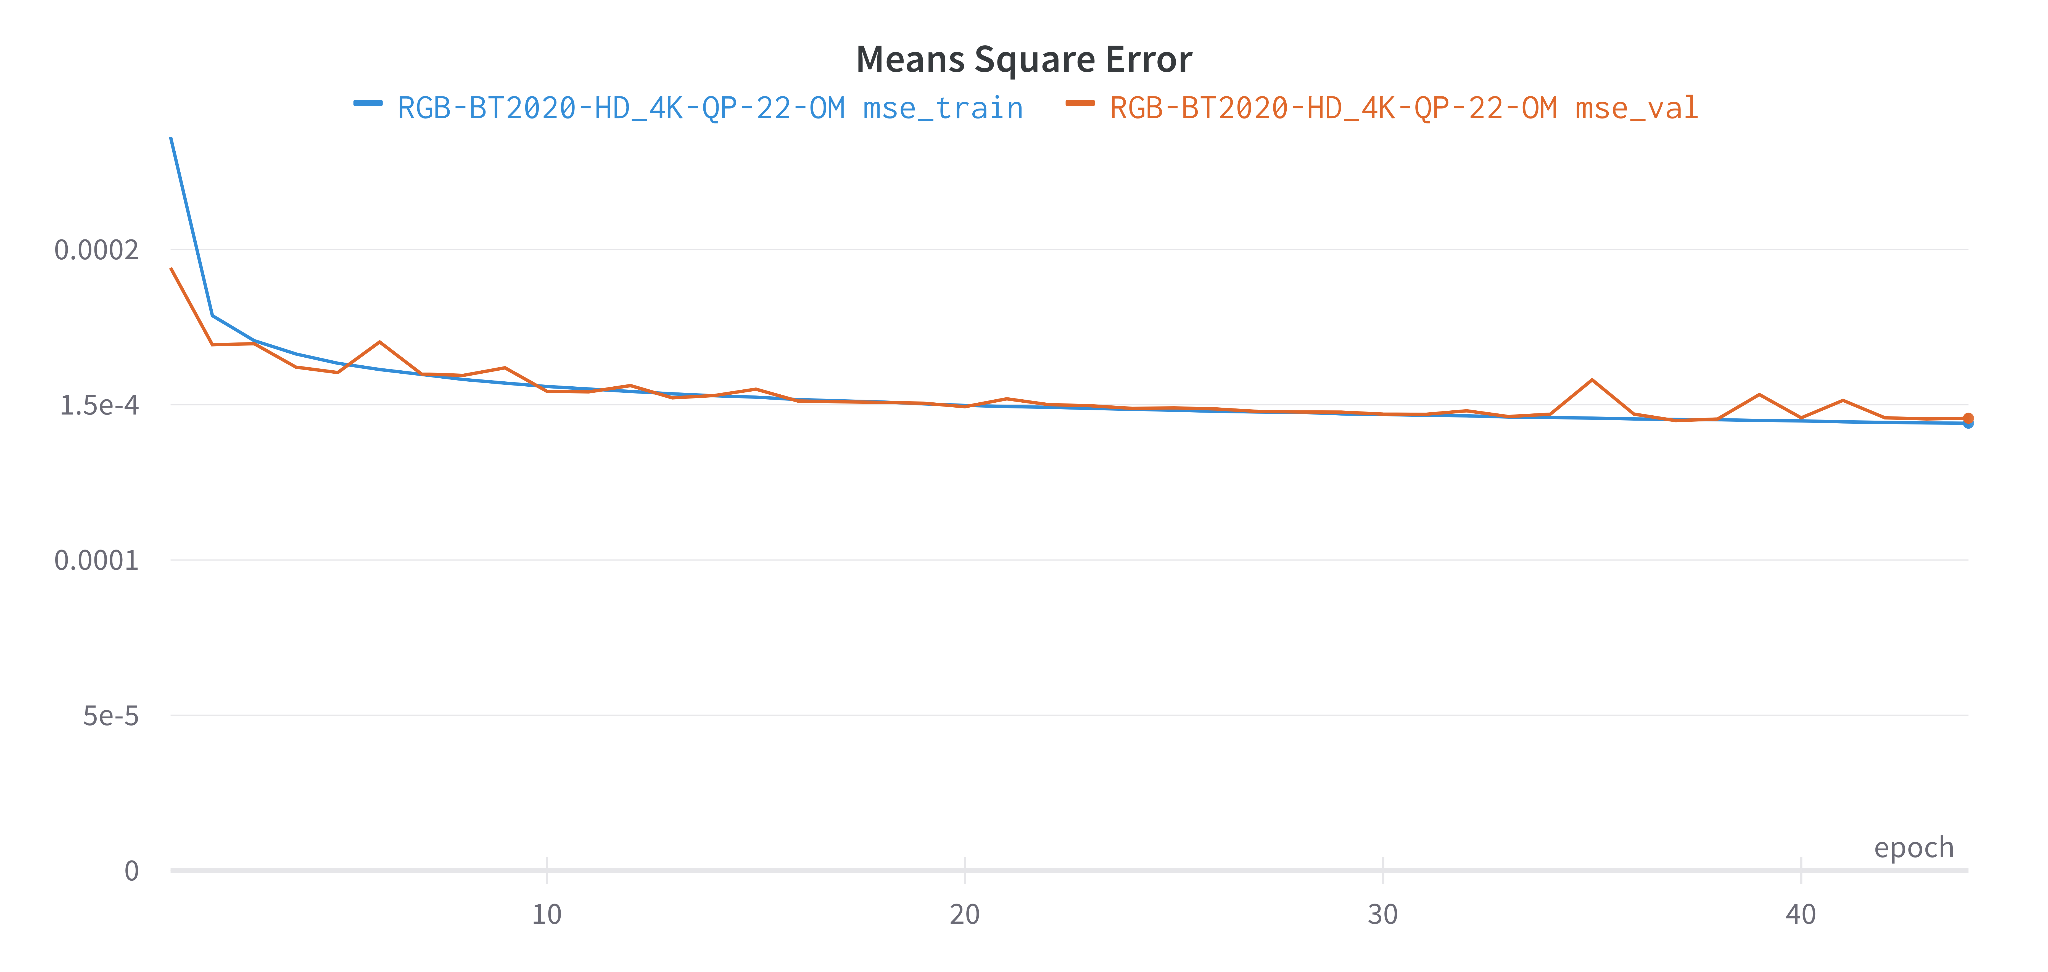 Means Square Error
RGB-BT2020-HD_4K-QP-22-OM mse_train RGB-BT2020-HD_4K-QP-22-OM mse_val
0.0002
1.5e-4
0.0001
5e-5
epoch
0
10 20 30 40